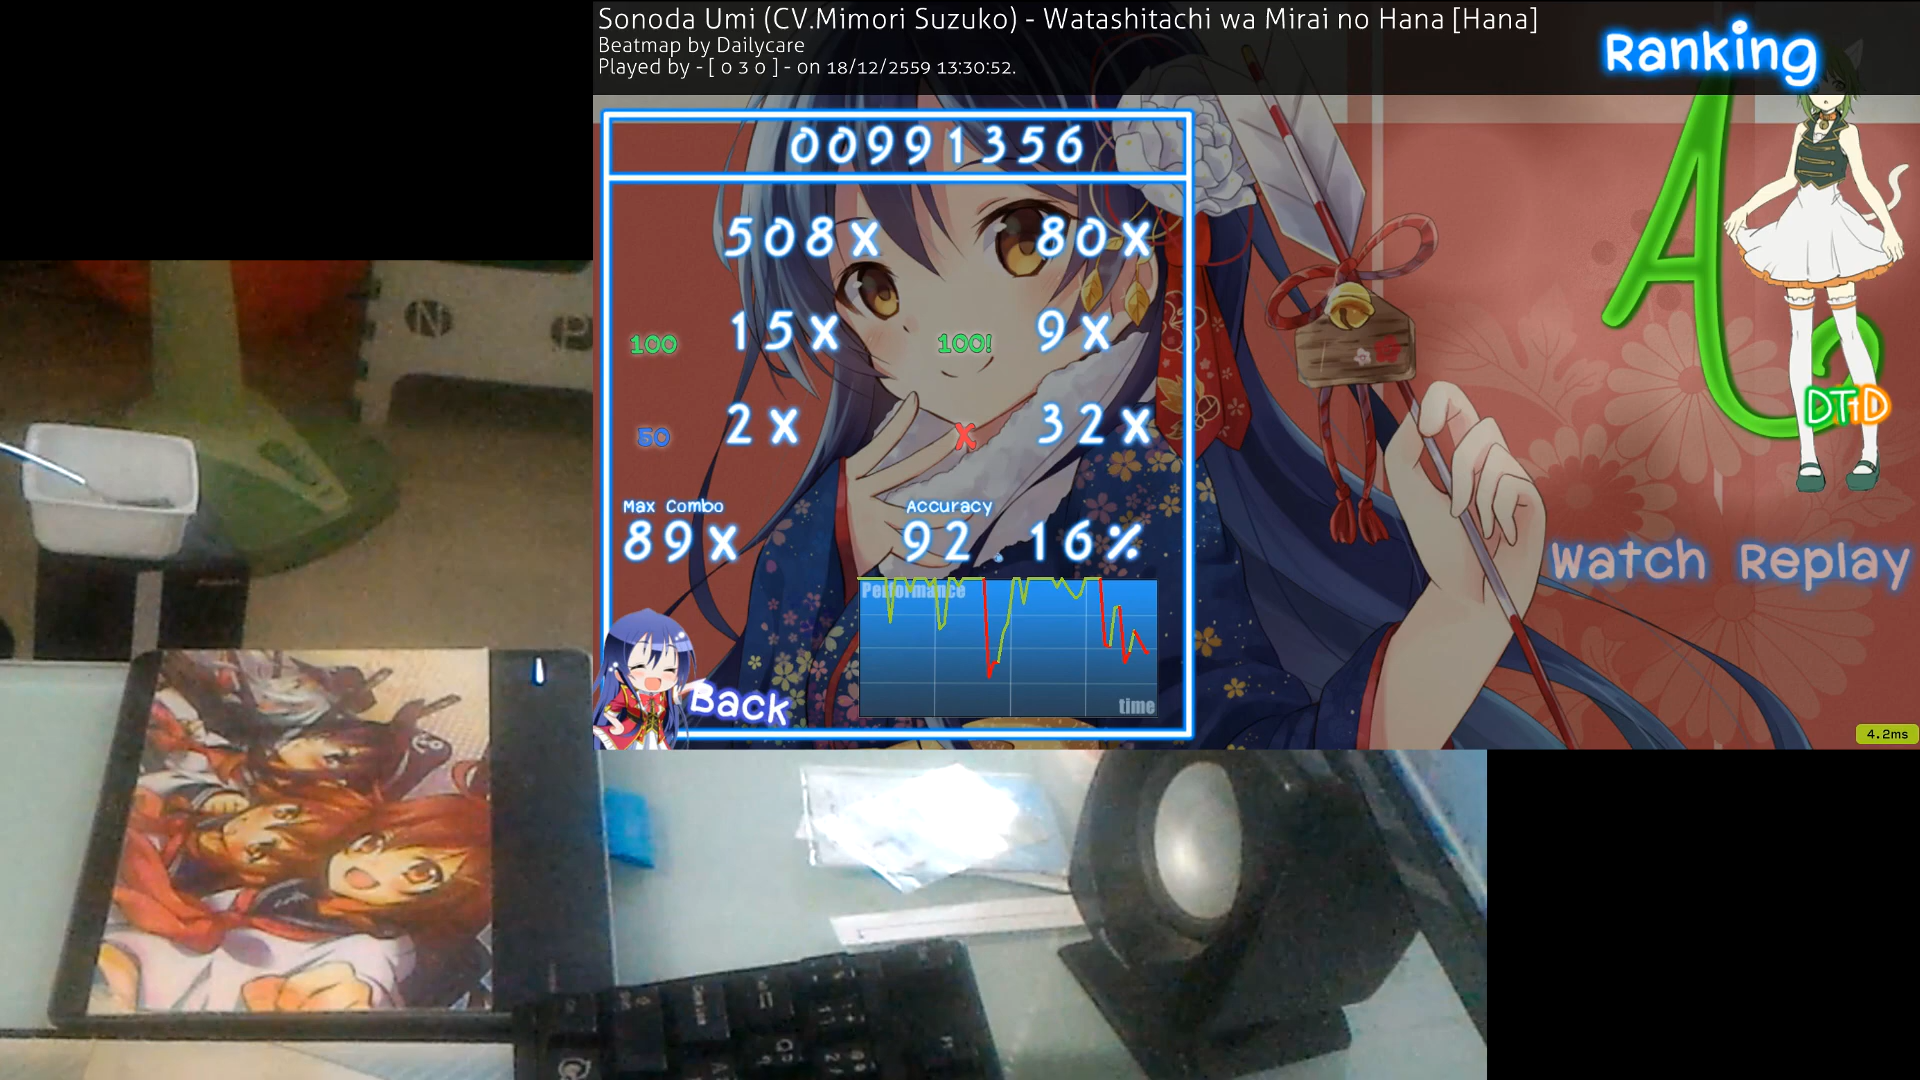 Sonoda Umi (CV.Mimori Suzuko) - Watashitachi wa Mirai no Hana [Hana]
Beatmap by Dailycare
Played by - [ o 3 o ] - on 18/12/2559 13:30:52.
Ranking
00991356
508x 80x
100 15x 100! 9x
50 2x X 32x
Max Combo Accuracy
89x 92.16%
Performance
time
Back
A
DT
Watch Replay
4.2ms
N
P